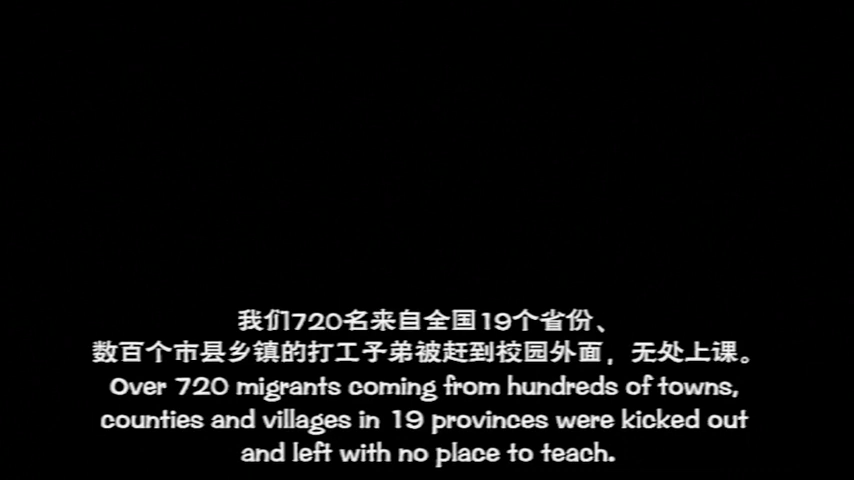 我们720名来自全国19个省份、
数百个市县乡镇的打工子弟被赶到校园外面，无处上课。
Over 720 migrants coming from hundreds of towns,
counties and villages in 19 provinces were kicked out
and left with no place to teach.